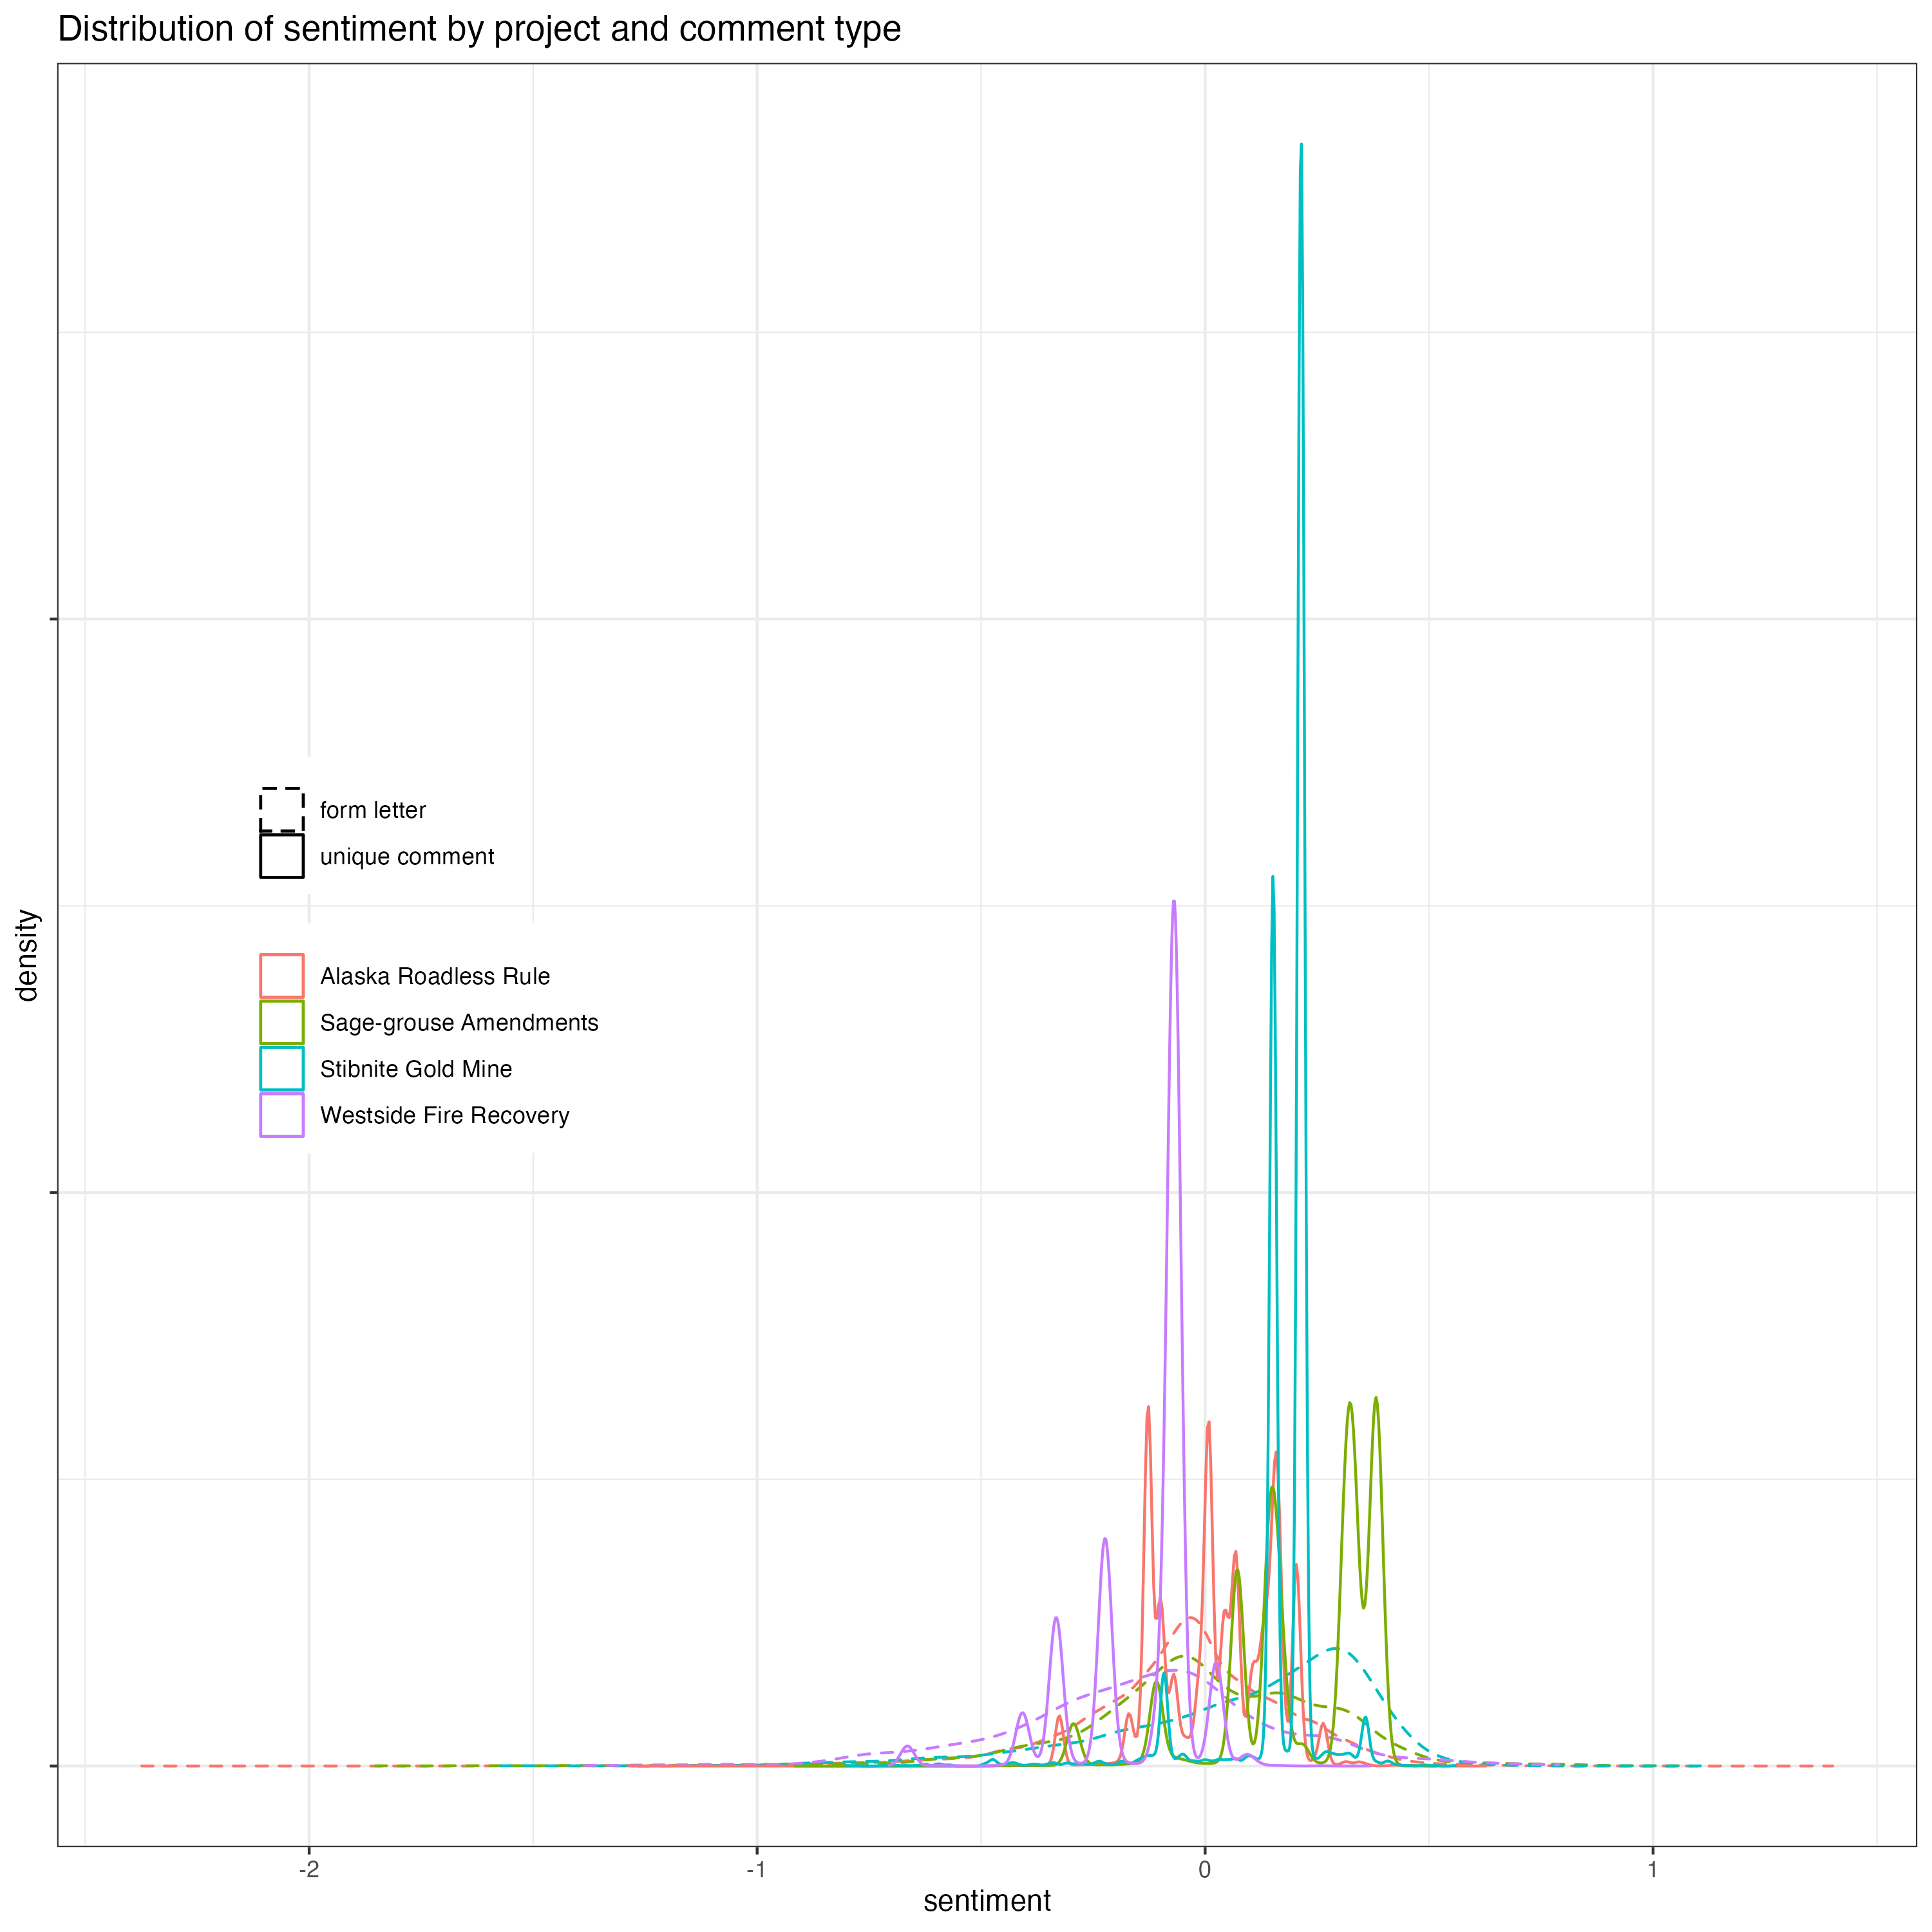 Distribution of sentiment by project and comment type
density
form letter
unique comment
Alaska Roadless Rule
Sage-grouse Amendments
Stibnite Gold Mine
Westside Fire Recovery
-2
-1
0
1
sentiment